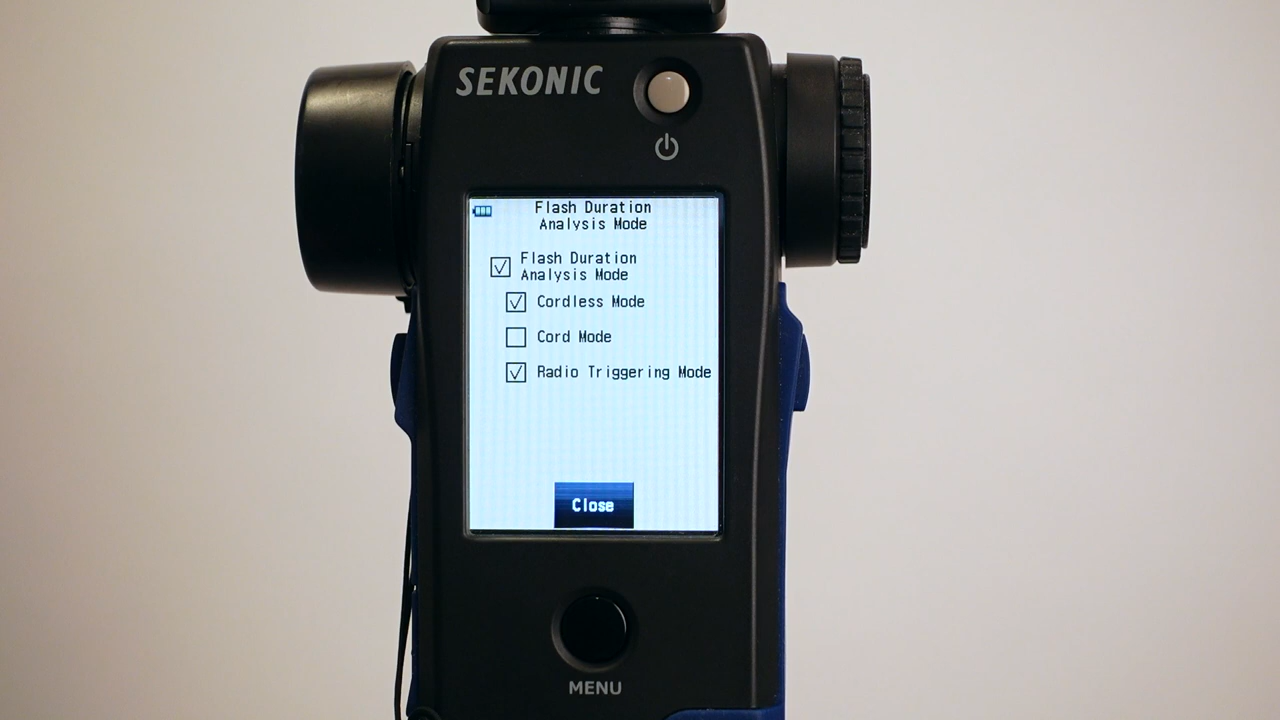 SEKONIC
Flash Duration
Analysis Mode
Flash Duration
Analysis Mode
Cordless Mode
Cord Mode
Radio Triggering Mode
Close
MENU